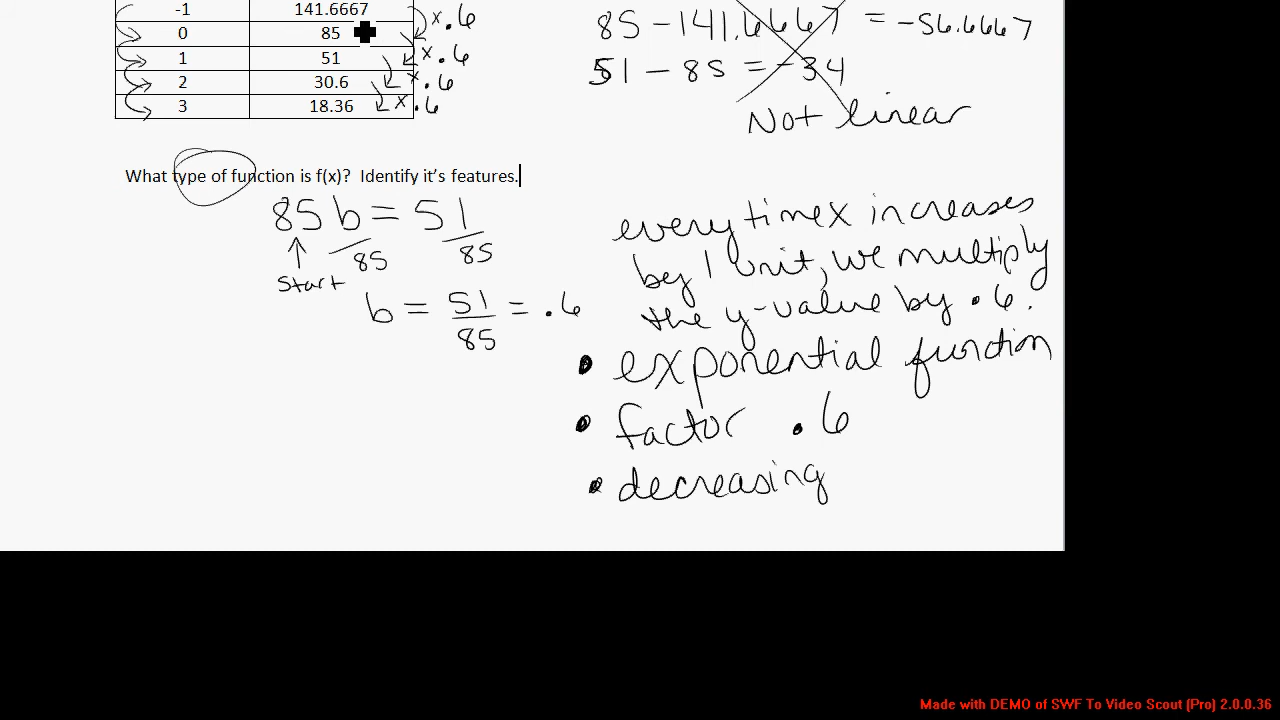 -1 141.6667
0 85
1 51
2 30.6
3 18.36
x .6
x .6
x .6
x .6
85 - 141.6667 = -56.6667
51 - 85 = -34
Not linear
What type of function is f(x)? Identify it's features.
85b = 51
85 85
start
b = 51/85 = .6
every time x increases
by 1 unit, we multiply
the y-value by .6.
• exponential function
• factor .6
• decreasing
Made with DEMO of SWF To Video Scout (Pro) 2.0.0.36